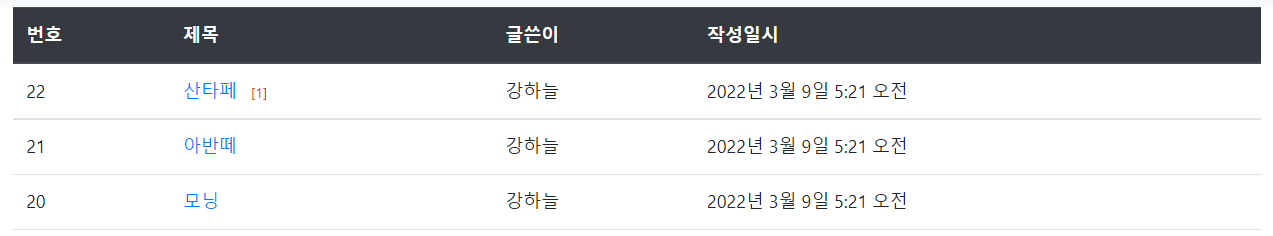 번호 제목 글쓴이 작성일시
22 산타페 [1] 강하늘 2022년 3월 9일 5:21 오전
21 아반떼 강하늘 2022년 3월 9일 5:21 오전
20 모닝 강하늘 2022년 3월 9일 5:21 오전